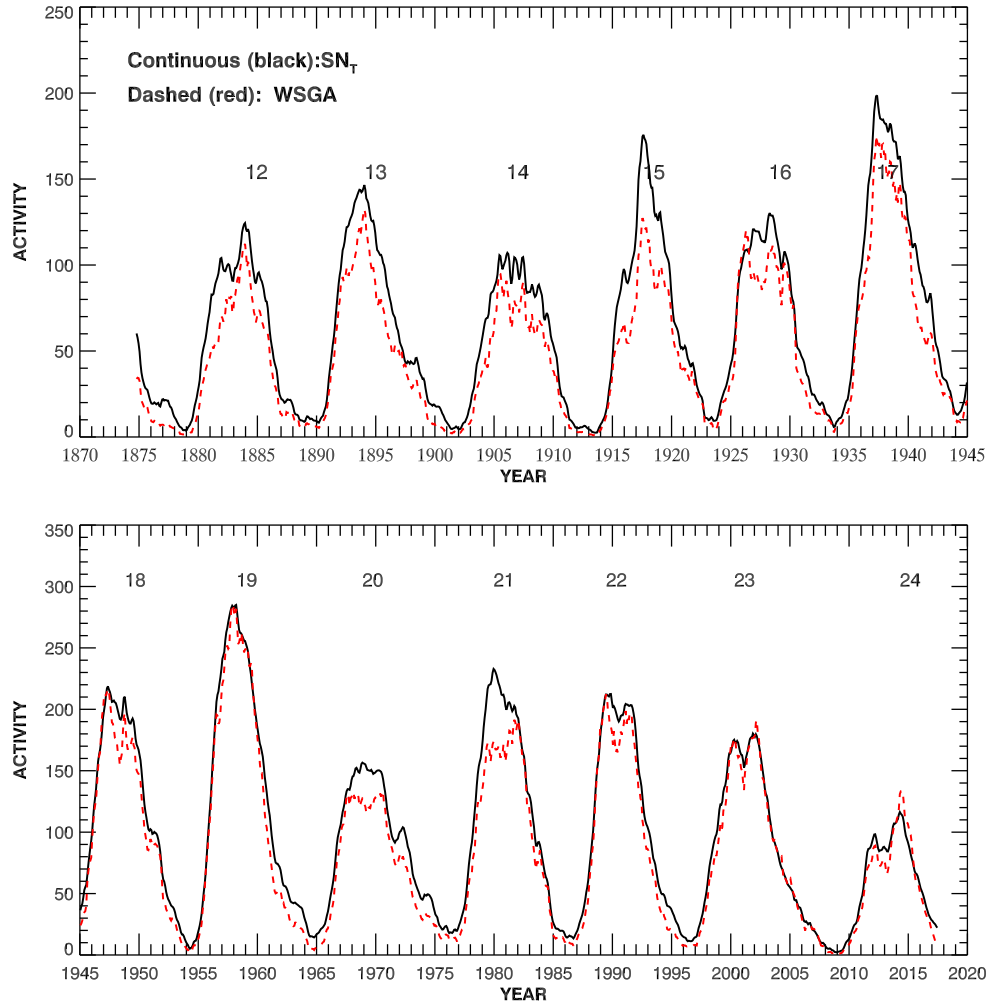 250
Continuous (black):SN_T
Dashed (red): WSGA
200
150
100
50
0
ACTIVITY
12 13 14 15 16 17
1870 1875 1880 1885 1890 1895 1900 1905 1910 1915 1920 1925 1930 1935 1940 1945
YEAR
350
300
250
200
150
100
50
0
ACTIVITY
18 19 20 21 22 23 24
1945 1950 1955 1960 1965 1970 1975 1980 1985 1990 1995 2000 2005 2010 2015 2020
YEAR